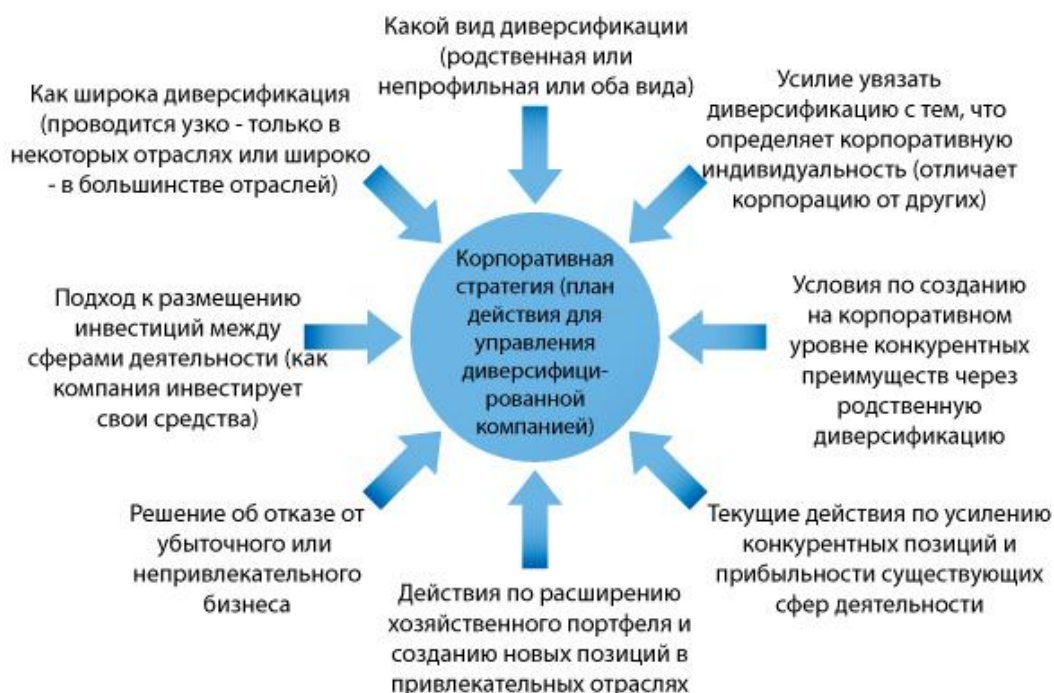 Какой вид диверсификации
(родственная или
непрофильная или оба вида)
Усилие увязать
диверсификацию с тем, что
определяет корпоративную
индивидуальность (отличает
корпорацию от других)
Условия по созданию
на корпоративном
уровне конкурентных
преимуществ через
родственную
диверсификацию
Текущие действия по усилению
конкурентных позиций и
прибыльности существующих
сфер деятельности
Действия по расширению
хозяйственного портфеля и
созданию новых позиций в
привлекательных отраслях
Решение об отказе от
убыточного или
непривлекательного
бизнеса
Подход к размещению
инвестиций между
сферами деятельности (как
компания инвестирует
свои средства)
Как широка диверсификация
(проводится узко - только в
некоторых отраслях или широко
- в большинстве отраслей)
Корпоративная
стратегия (план
действия для
управления
диверсифици-
рованной
компанией)